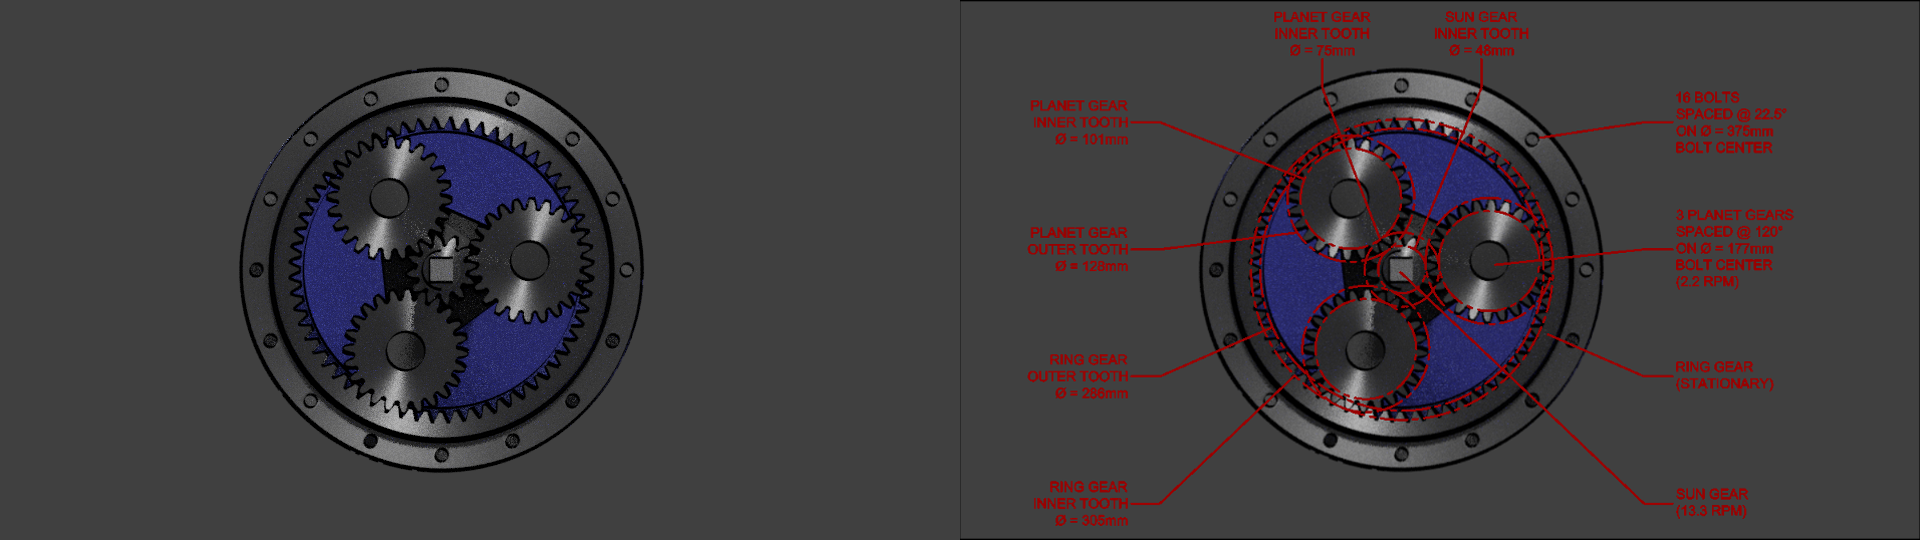 PLANET GEAR
INNER TOOTH
Ø = 75mm
SUN GEAR
INNER TOOTH
Ø = 48mm
PLANET GEAR
INNER TOOTH
Ø = 101mm
16 BOLTS
SPACED @ 22.5°
ON Ø = 375mm
BOLT CENTER
PLANET GEAR
OUTER TOOTH
Ø = 128mm
3 PLANET GEARS
SPACED @ 120°
ON Ø = 177mm
BOLT CENTER
(2.2 RPM)
RING GEAR
OUTER TOOTH
Ø = 286mm
RING GEAR
(STATIONARY)
RING GEAR
INNER TOOTH
Ø = 305mm
SUN GEAR
(13.3 RPM)